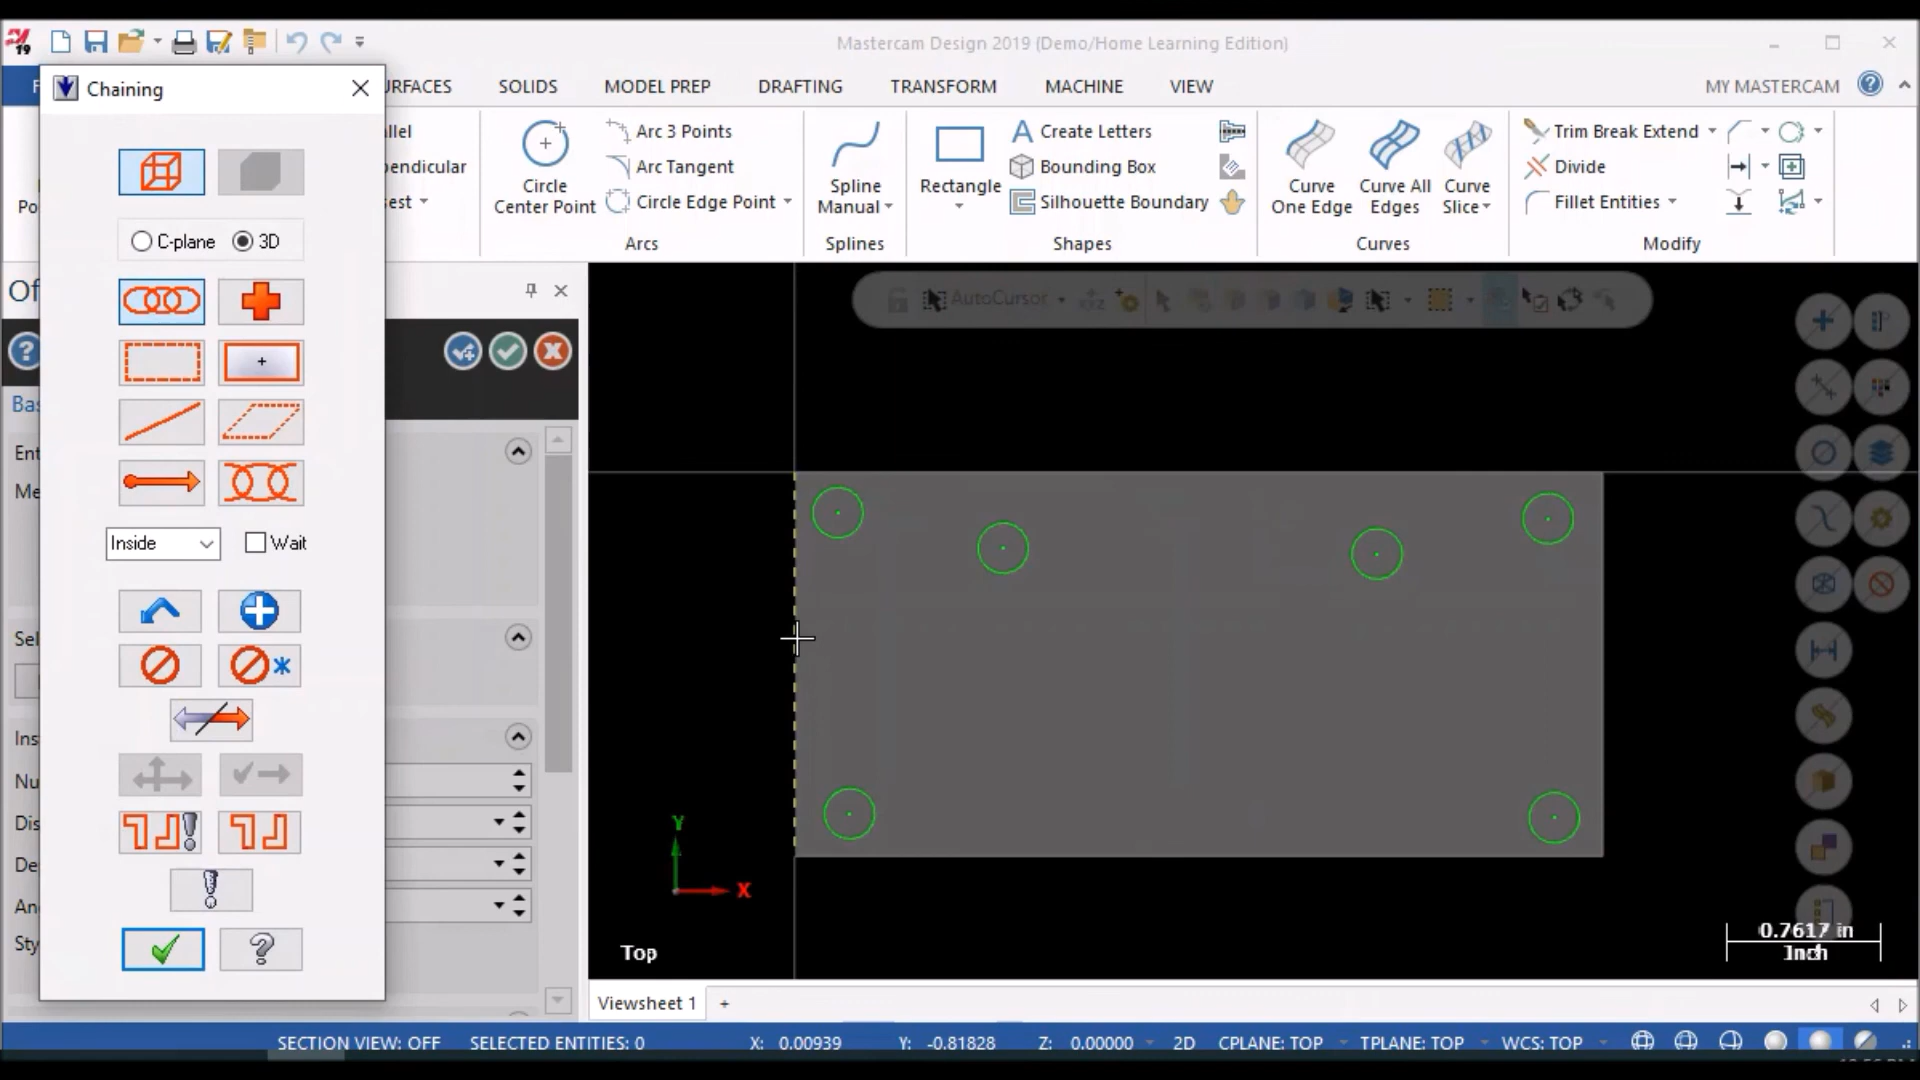 19
Mastercam Design 2019 (Demo/Home Learning Edition)
Chaining
F
URFACES
SOLIDS
MODEL PREP
DRAFTING
TRANSFORM
MACHINE
VIEW
MY MASTERCAM
Po
llel
pendicular
est
Circle
Center Point
Arc 3 Points
Arc Tangent
Circle Edge Point
Arcs
Spline
Manual
Splines
Rectangle
Create Letters
Bounding Box
Silhouette Boundary
Shapes
Curve
One Edge
Curve All
Edges
Curve
Slice
Curves
Trim Break Extend
Divide
Fillet Entities
Modify
C-plane
3D
Inside
Wait
Of
Bas
Ent
Me
Sel
Ins
Nu
Dis
De
An
Sty
AutoCursor
Y
X
Top
0.7617 in
Inch
Viewsheet 1
+
SECTION VIEW: OFF
SELECTED ENTITIES: 0
X: 0.00939
Y: -0.81828
Z: 0.00000
2D
CPLANE: TOP
TPLANE: TOP
WCS: TOP